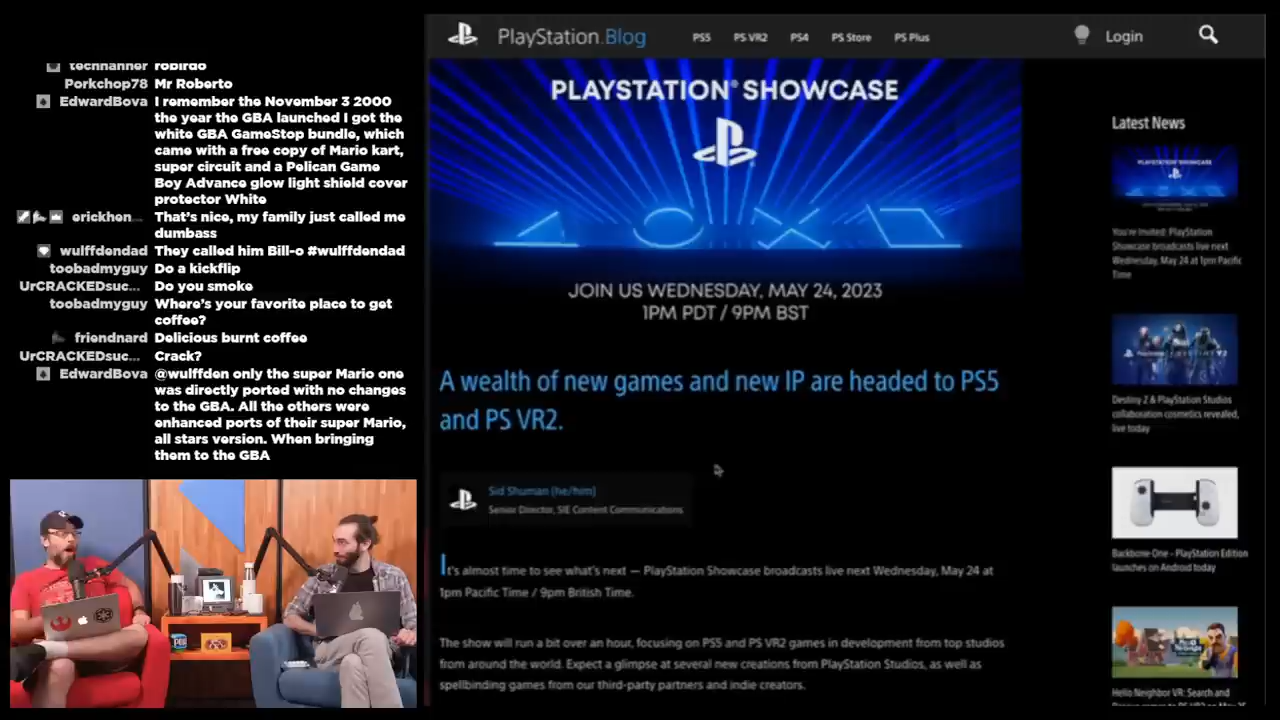 techhanner robirdo
Porkchop78 Mr Roberto
EdwardBova I remember the November 3 2000
the year the GBA launched I got the
white GBA GameStop bundle, which
came with a free copy of Mario kart,
super circuit and a Pelican Game
Boy Advance glow light shield cover
protector White
erickhen... That's nice, my family just called me
dumbass
wulffdendad They called him Bill-o #wulffdendad
toobadmyguy Do a kickflip
UrCRACKEDsuc... Do you smoke
toobadmyguy Where's your favorite place to get
coffee?
friendnard Delicious burnt coffee
UrCRACKEDsuc... Crack?
EdwardBova @wulffden only the super Mario one
was directly ported with no changes
to the GBA. All the others were
enhanced ports of their super Mario,
all stars version. When bringing
them to the GBA
PlayStation.Blog
PS5 PS VR2 PS4 PS Store PS Plus
Login
PLAYSTATION® SHOWCASE
JOIN US WEDNESDAY, MAY 24, 2023
1PM PDT / 9PM BST
A wealth of new games and new IP are headed to PS5
and PS VR2.
Sid Shuman (he/him)
Senior Director, SIE Content Communications
It's almost time to see what's next — PlayStation Showcase broadcasts live next Wednesday, May 24 at
1pm Pacific Time / 9pm British Time.
The show will run a bit over an hour, focusing on PS5 and PS VR2 games in development from top studios
from around the world. Expect a glimpse at several new creations from PlayStation Studios, as well as
spellbinding games from our third-party partners and indie creators.
Latest News
PLAYSTATION SHOWCASE
You're Invited: PlayStation
Showcase broadcasts live next
Wednesday, May 24 at 1pm Pacific
Time
Destiny 2 & PlayStation Studios
collaboration cosmetics revealed,
live today
Backbone One – PlayStation Edition
launches on Android today
Hello Neighbor VR: Search and